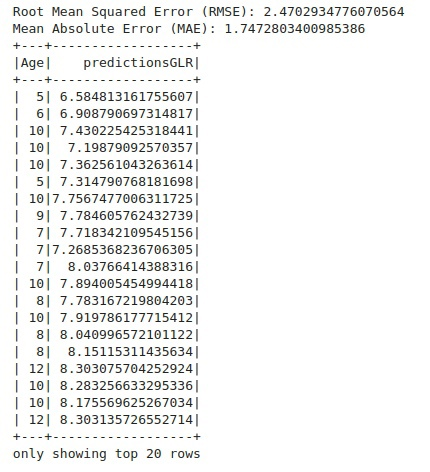 Root Mean Squared Error (RMSE): 2.4702934776070564
Mean Absolute Error (MAE): 1.7472803400985386
+---+------------------+
|Age|    predictionsGLR|
+---+------------------+
|  5| 6.584813161755607|
|  6| 6.908790697314817|
| 10| 7.430225425318441|
| 10|  7.19879092570357|
| 10| 7.362561043263614|
|  5| 7.314790768181698|
| 10|7.7567477006311725|
|  9| 7.784605762432739|
|  7| 7.718342109545156|
|  7|7.2685368236706305|
|  7|  8.03766414388316|
| 10| 7.894005454994418|
|  8| 7.783167219804203|
| 10| 7.919786177715412|
|  8| 8.040996572101122|
|  8|  8.15115311435634|
| 12| 8.303075704252924|
| 10| 8.283256633295336|
| 10| 8.175569625267034|
| 12| 8.303135726552714|
+---+------------------+
only showing top 20 rows